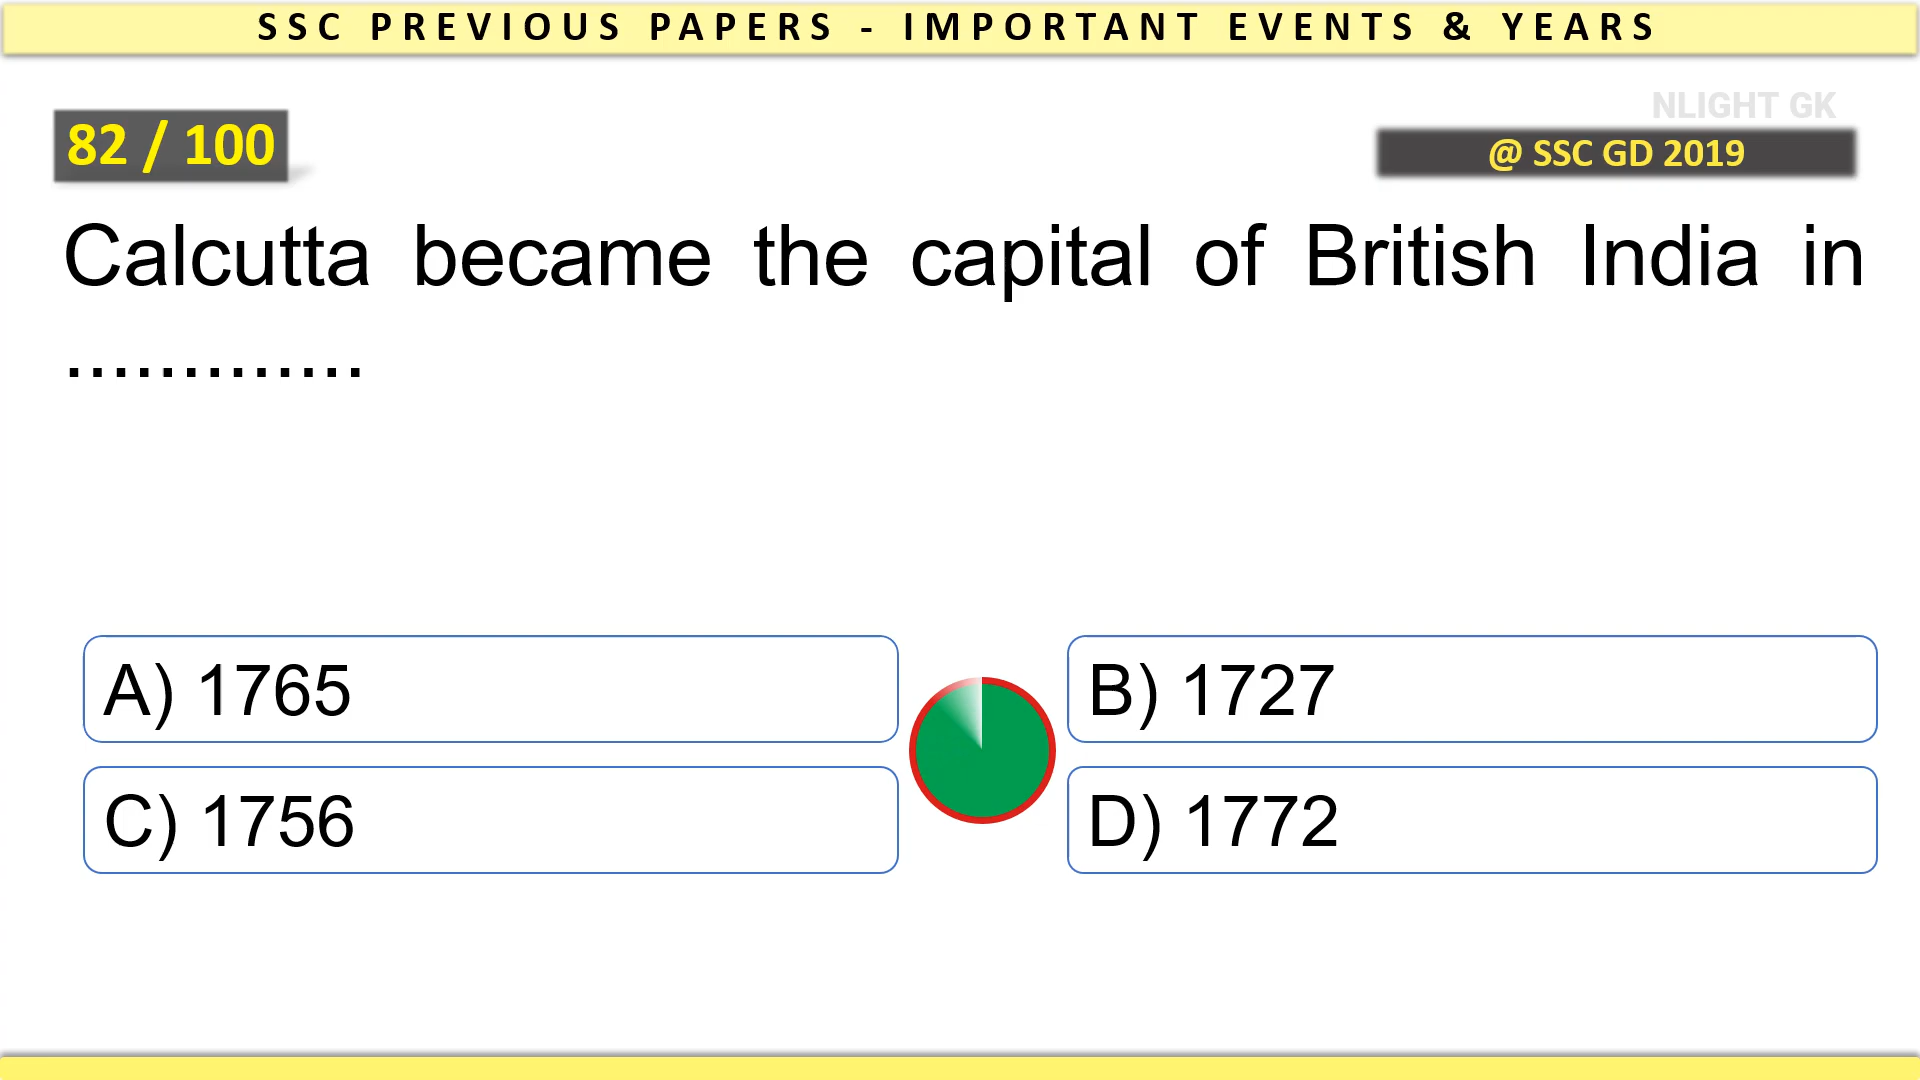 SSC PREVIOUS PAPERS - IMPORTANT EVENTS & YEARS
NLIGHT GK
82 / 100
@ SSC GD 2019
Calcutta became the capital of British India in
.............
A) 1765
B) 1727
C) 1756
D) 1772